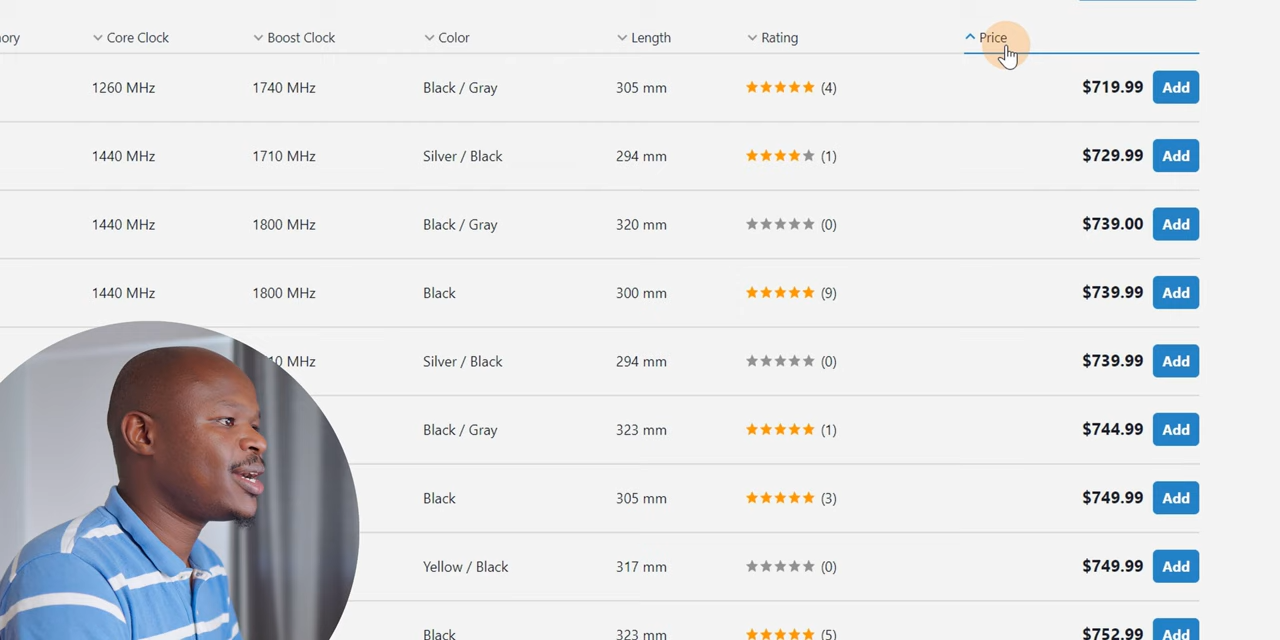 ory Core Clock Boost Clock Color Length Rating Price
1260 MHz 1740 MHz Black / Gray 305 mm (4) $719.99 Add
1440 MHz 1710 MHz Silver / Black 294 mm (1) $729.99 Add
1440 MHz 1800 MHz Black / Gray 320 mm (0) $739.00 Add
1440 MHz 1800 MHz Black 300 mm (9) $739.99 Add
10 MHz Silver / Black 294 mm (0) $739.99 Add
Black / Gray 323 mm (1) $744.99 Add
Black 305 mm (3) $749.99 Add
Yellow / Black 317 mm (0) $749.99 Add
Black 323 mm (5) $752.99 Add